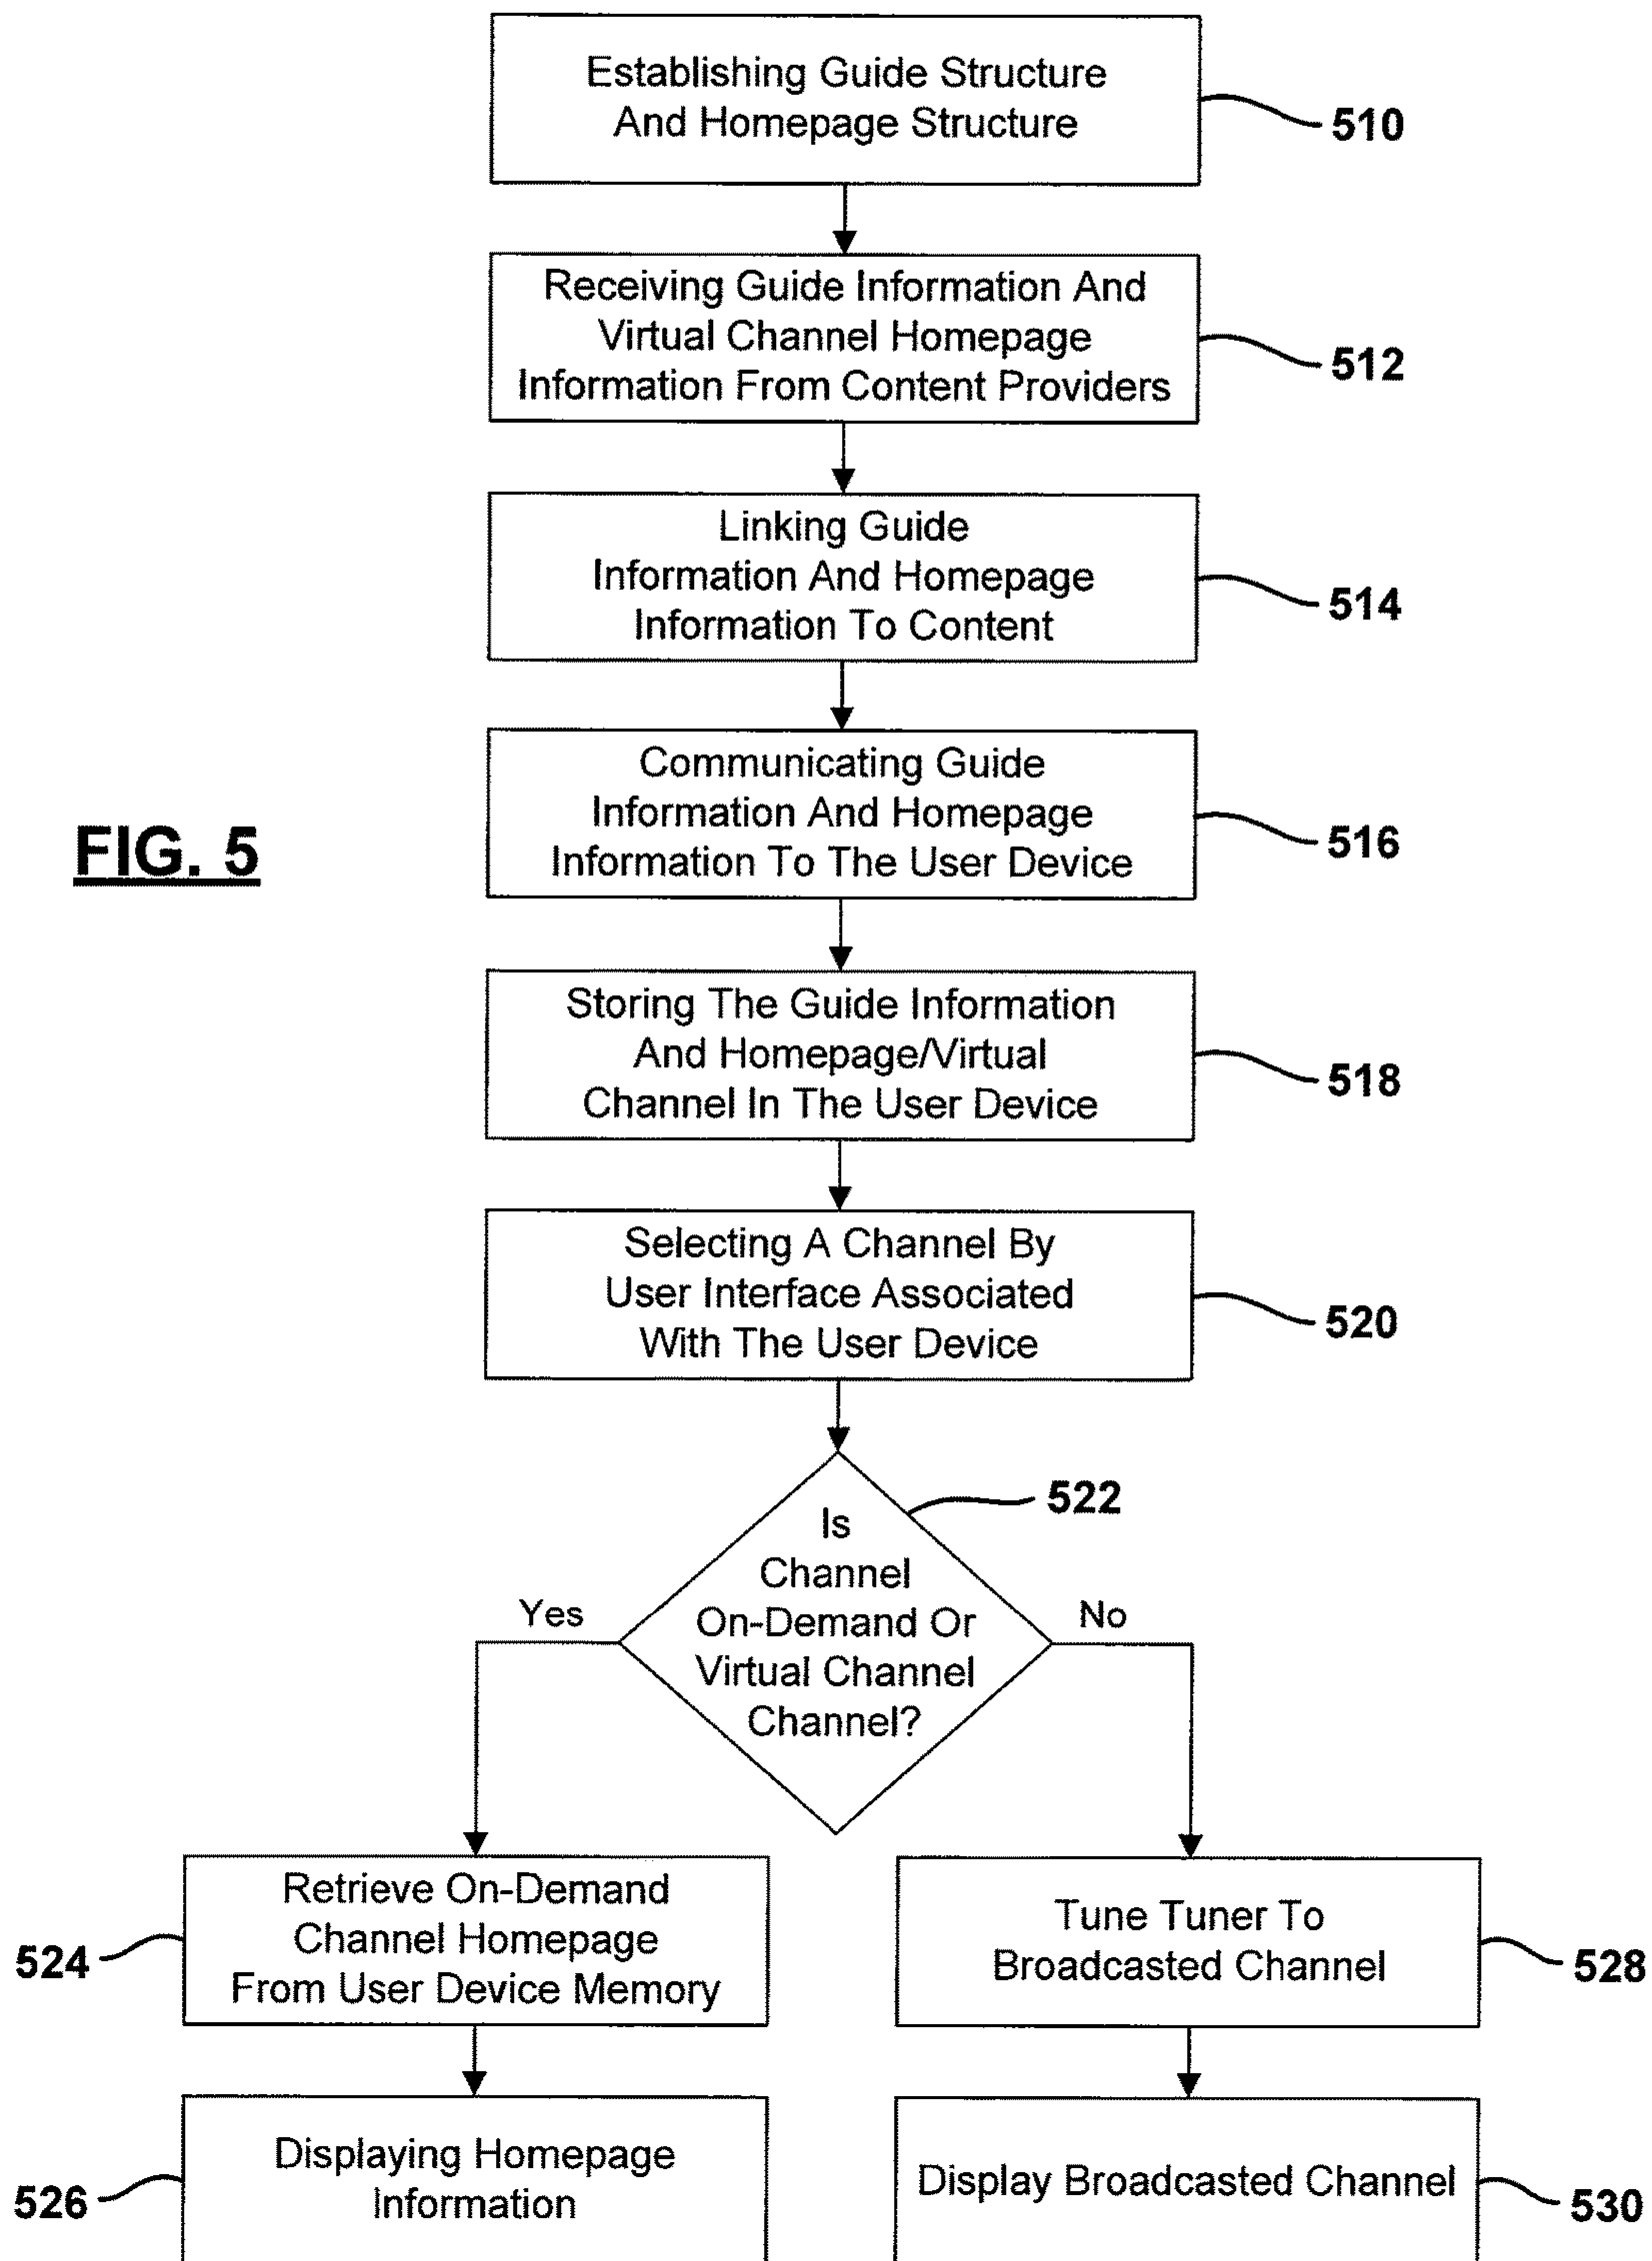 Establishing Guide Structure
And Homepage Structure
510
Receiving Guide Information And
Virtual Channel Homepage
Information From Content Providers
512
Linking Guide
Information And Homepage
Information To Content
514
Communicating Guide
Information And Homepage
Information To The User Device
516
FIG. 5
Storing The Guide Information
And Homepage/Virtual
Channel In The User Device
518
Selecting A Channel By
User Interface Associated
With The User Device
520
522
Is
Channel
On-Demand Or
Virtual Channel
Channel?
Yes
No
Retrieve On-Demand
Channel Homepage
From User Device Memory
524
Tune Tuner To
Broadcasted Channel
528
Displaying Homepage
Information
526
Display Broadcasted Channel
530